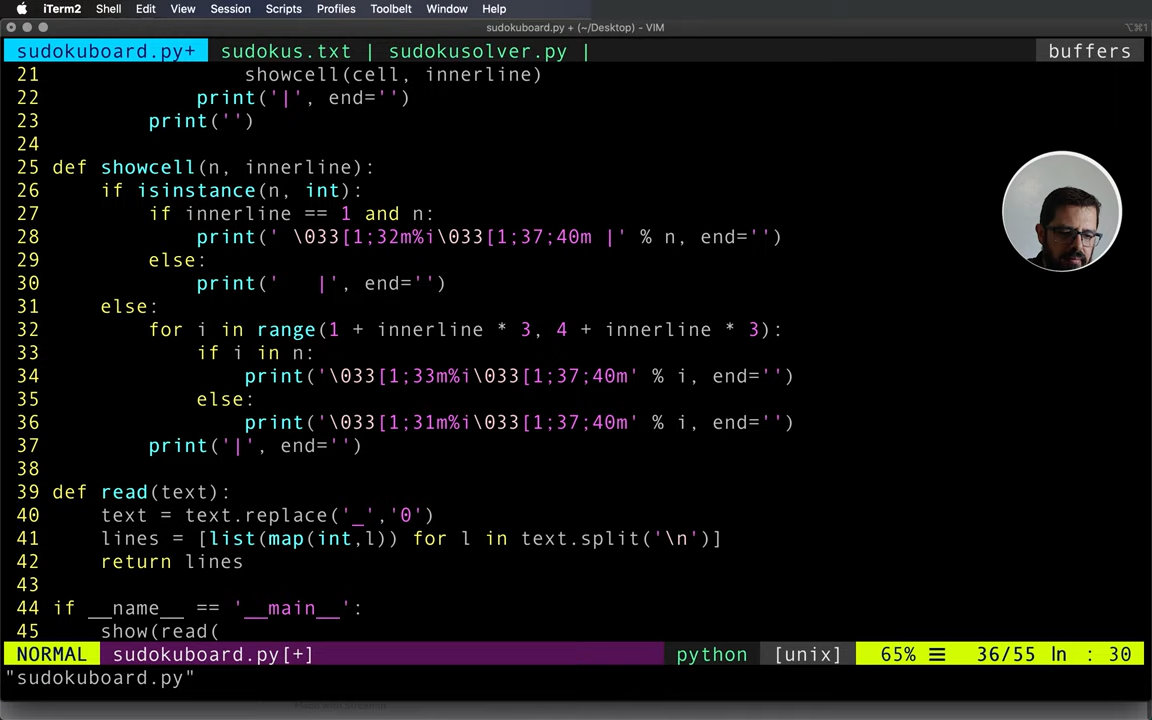 iTerm2 Shell Edit View Session Scripts Profiles Toolbelt Window Help
sudokuboard.py + (~/Desktop) - VIM ⌥⌘1
sudokuboard.py+ sudokus.txt | sudokusolver.py | buffers
21                 showcell(cell, innerline)
22             print('|', end='')
23         print('')
24
25 def showcell(n, innerline):
26     if isinstance(n, int):
27         if innerline == 1 and n:
28             print(' \033[1;32m%i\033[1;37;40m |' % n, end='')
29         else:
30             print('   |', end='')
31     else:
32         for i in range(1 + innerline * 3, 4 + innerline * 3):
33             if i in n:
34                 print('\033[1;33m%i\033[1;37;40m' % i, end='')
35             else:
36                 print('\033[1;31m%i\033[1;37;40m' % i, end='')
37         print('|', end='')
38
39 def read(text):
40     text = text.replace('_','0')
41     lines = [list(map(int,l)) for l in text.split('\n')]
42     return lines
43
44 if __name__ == '__main__':
45     show(read(
NORMAL sudokuboard.py[+] python [unix] 65% ☰ 36/55 ln : 30
"sudokuboard.py"